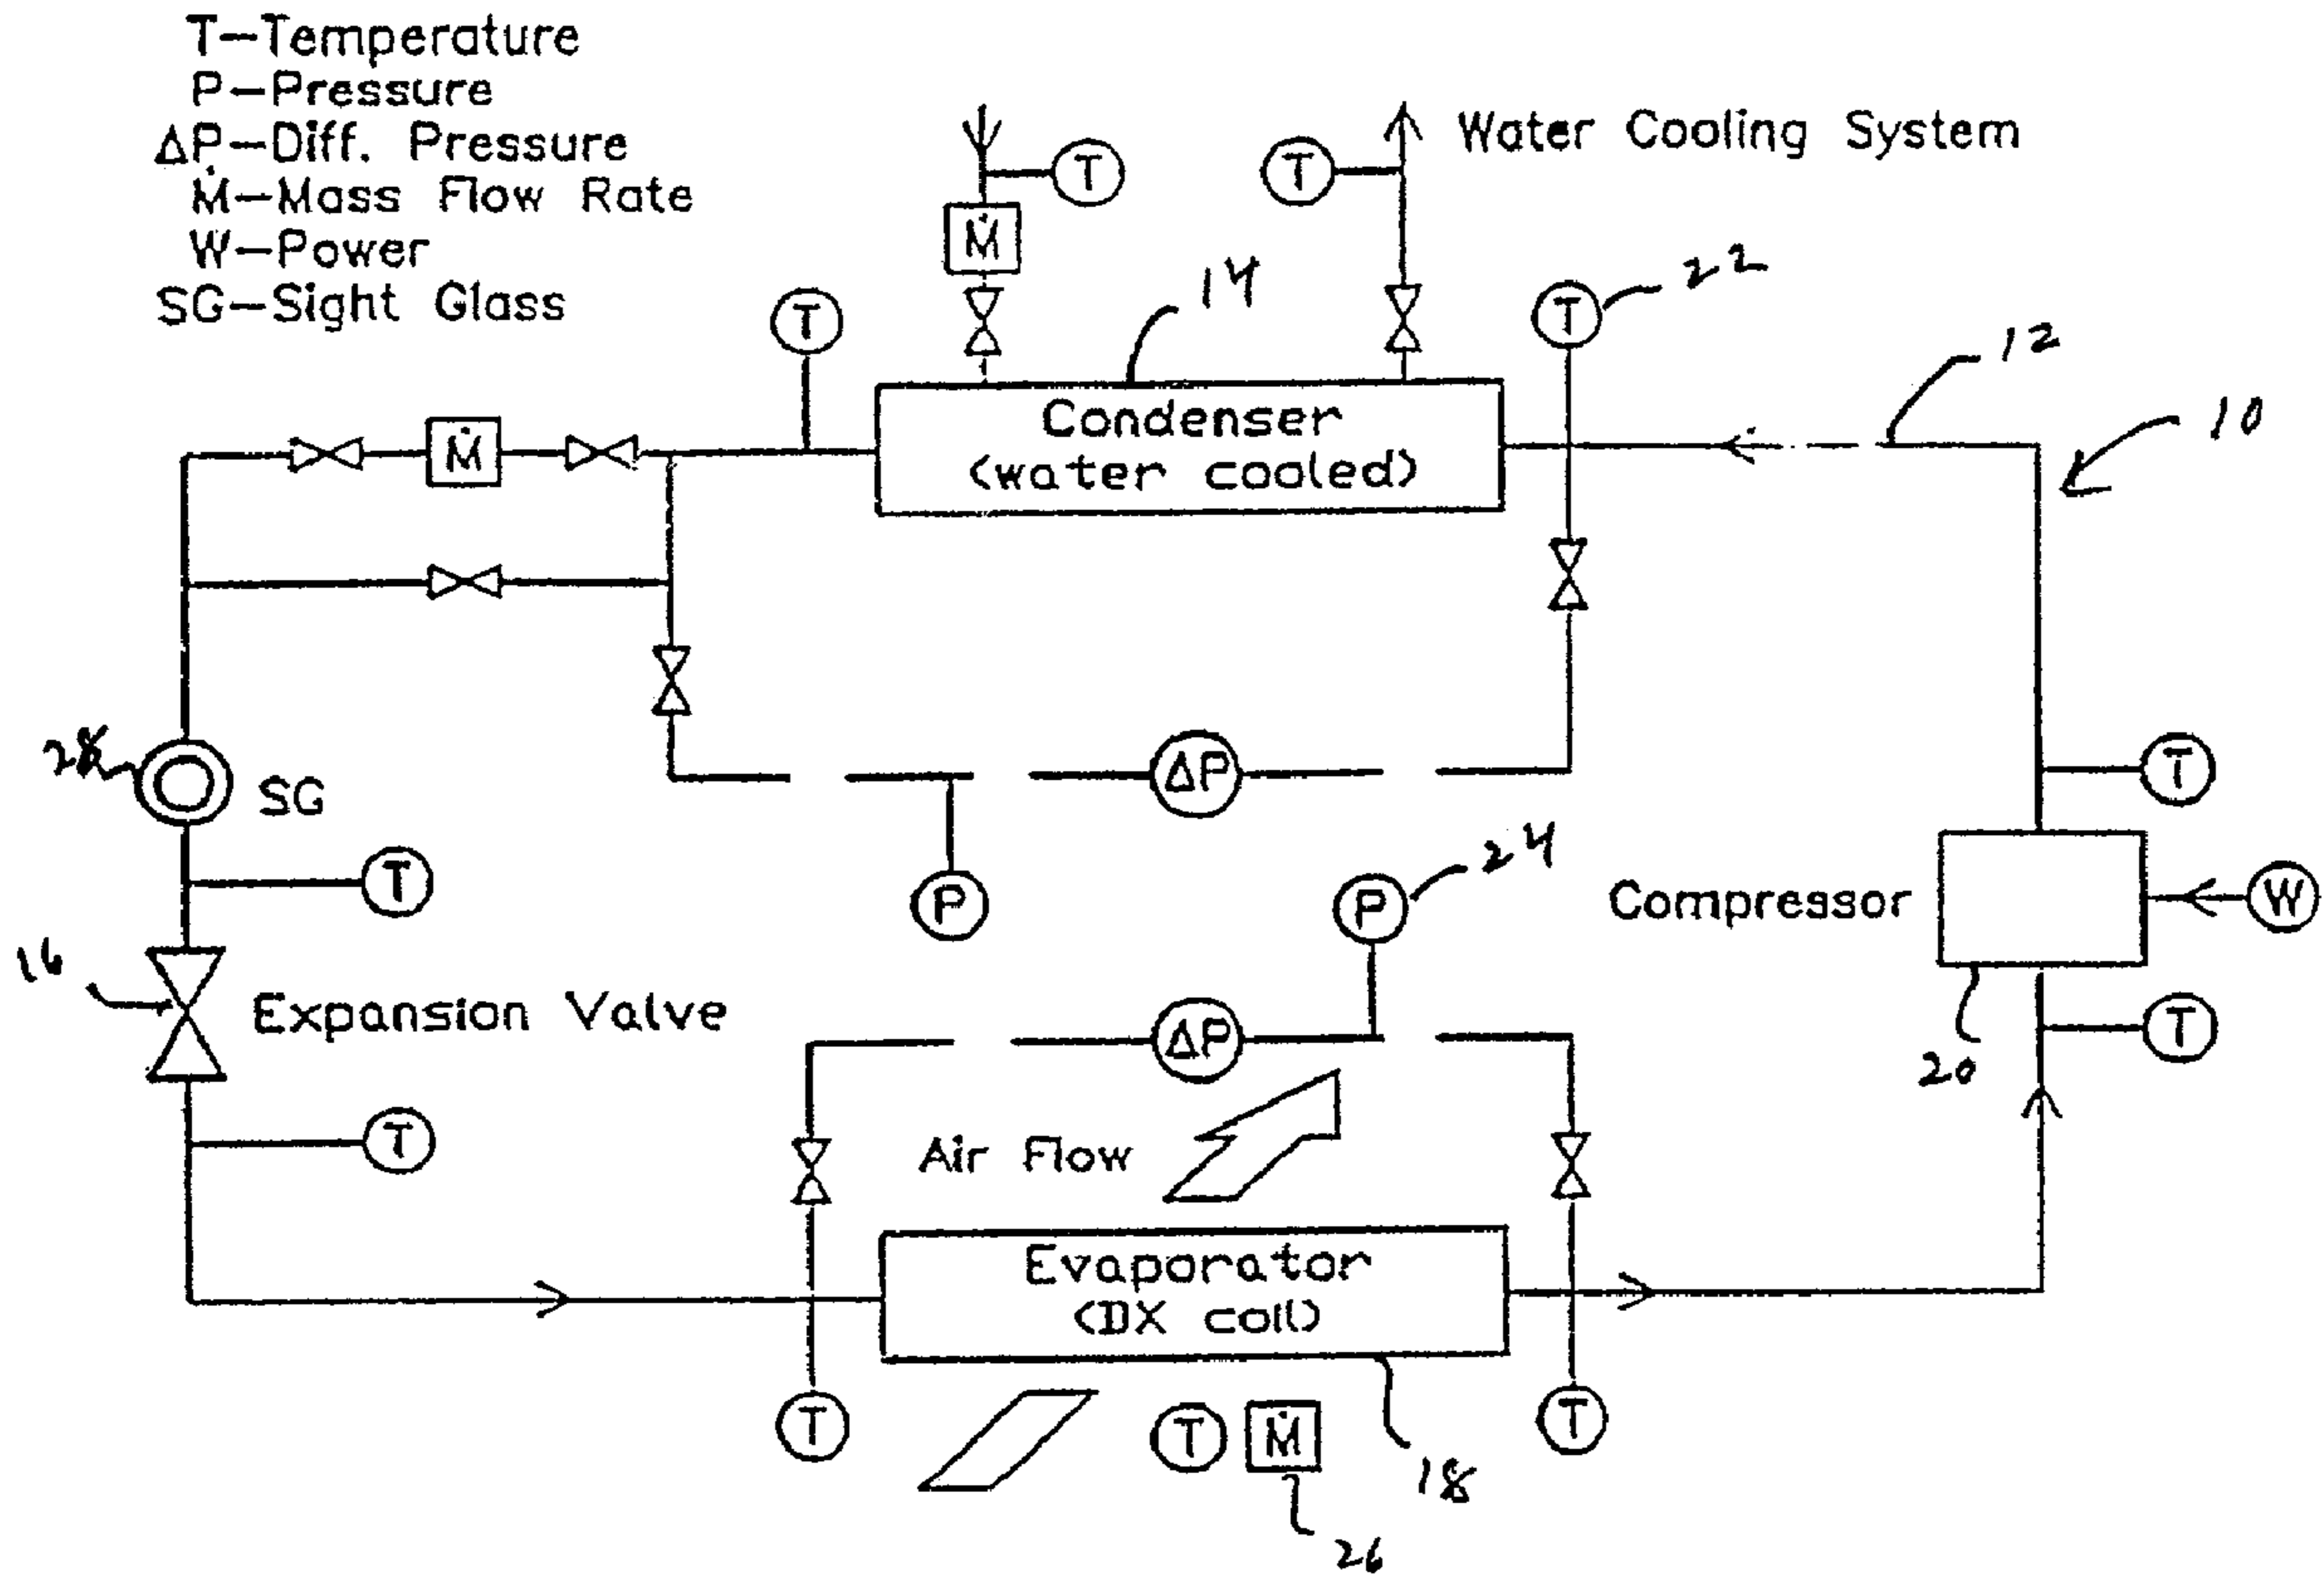 T—Temperature
P—Pressure
ΔP—Diff. Pressure
Ṁ—Mass Flow Rate
W—Power
SG—Sight Glass
T
T
Water Cooling System
Ṁ
14
T
22
T
12
10
Condenser
(water cooled)
Ṁ
28
SG
ΔP
T
T
P
24
P
Compressor
W
16
Expansion Valve
ΔP
T
20
T
Air Flow
Evaporator
(DX coil)
T
T
Ṁ
T
18
26